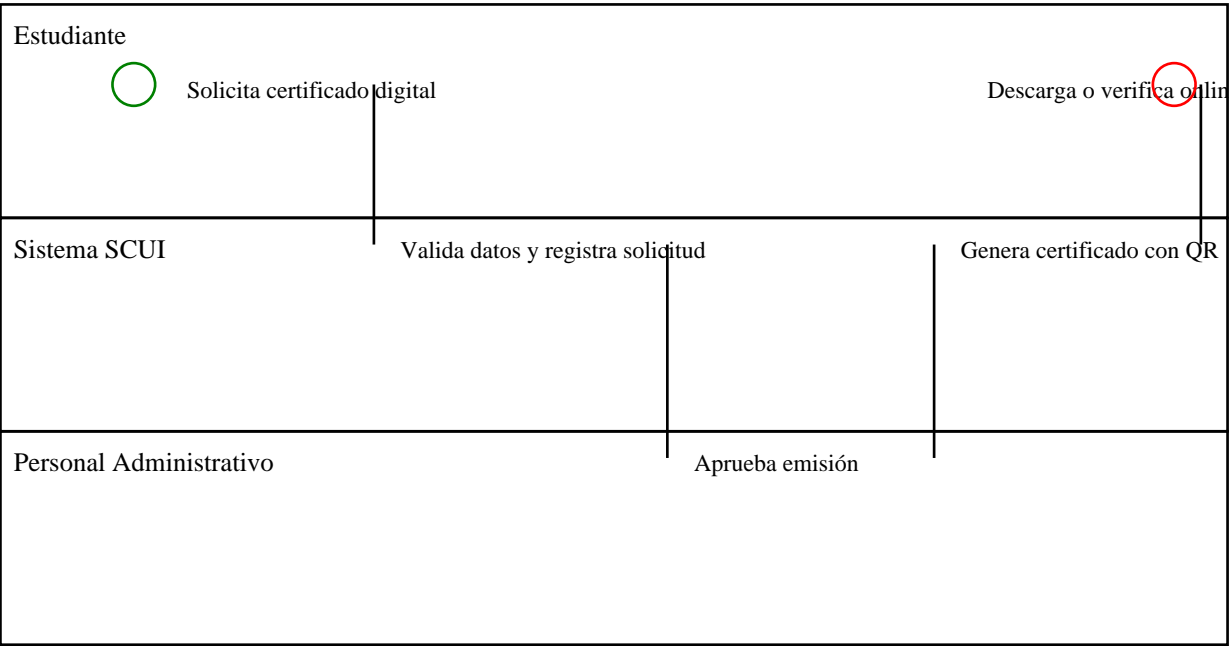 Estudiante
Solicita certificado digital
Descarga o verifica onlin
Sistema SCUI
Valida datos y registra solicitud
Genera certificado con QR
Personal Administrativo
Aprueba emisión